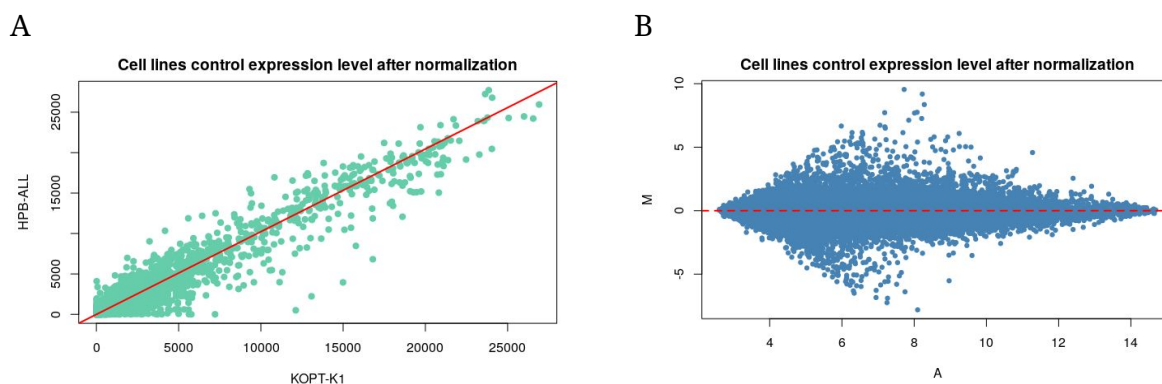 A
Cell lines control expression level after normalization
25000
15000
5000
0
HPB-ALL
0 5000 10000 15000 20000 25000
KOPT-K1
B
Cell lines control expression level after normalization
10
5
0
-5
M
4 6 8 10 12 14
A